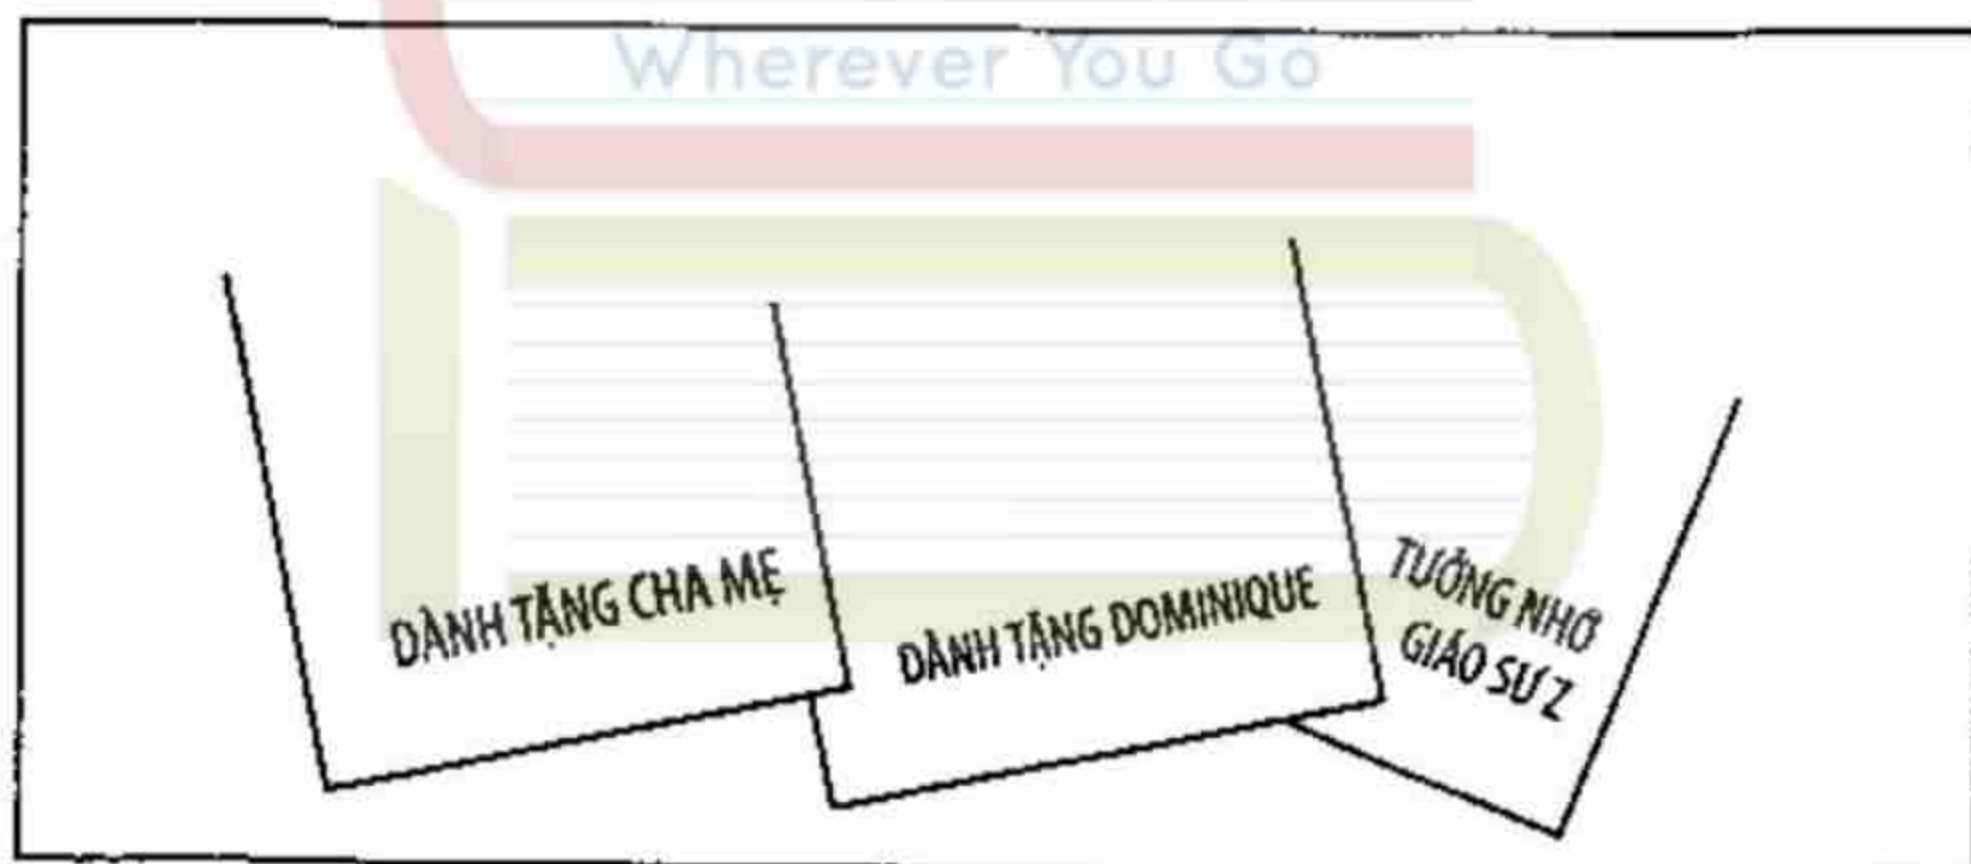 Wherever You Go
DÀNH TẶNG CHA MẸ
DÀNH TẶNG DOMINIQUE
TƯỞNG NHỚ
GIÁO SƯ Z